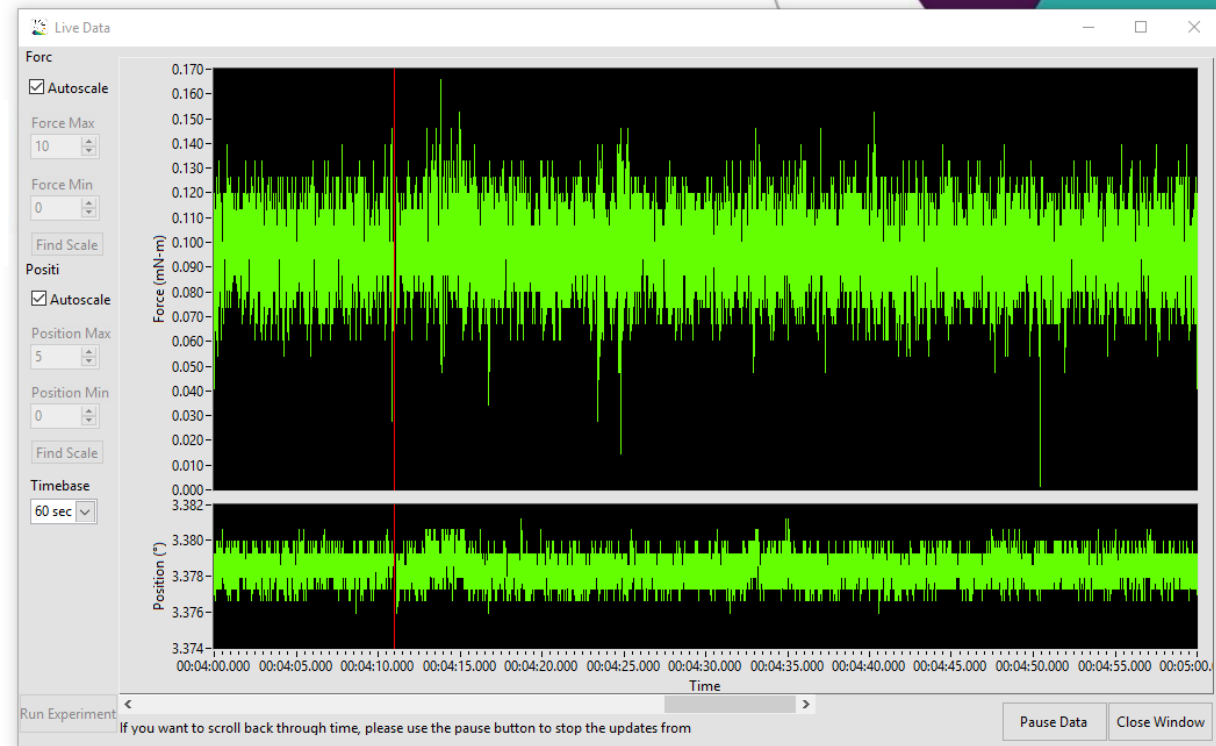 Live Data
Forc
Autoscale
Force Max
10
Force Min
0
Find Scale
Positi
Autoscale
Position Max
5
Position Min
0
Find Scale
Timebase
60 sec
Force (mN-m)
0.170
0.160
0.150
0.140
0.130
0.120
0.110
0.100
0.090
0.080
0.070
0.060
0.050
0.040
0.030
0.020
0.010
0.000
Position (°)
3.382
3.380
3.378
3.376
3.374
00:04:00.000 00:04:05.000 00:04:10.000 00:04:15.000 00:04:20.000 00:04:25.000 00:04:30.000 00:04:35.000 00:04:40.000 00:04:45.000 00:04:50.000 00:04:55.000 00:05:00.
Time
Run Experiment
If you want to scroll back through time, please use the pause button to stop the updates from
Pause Data
Close Window